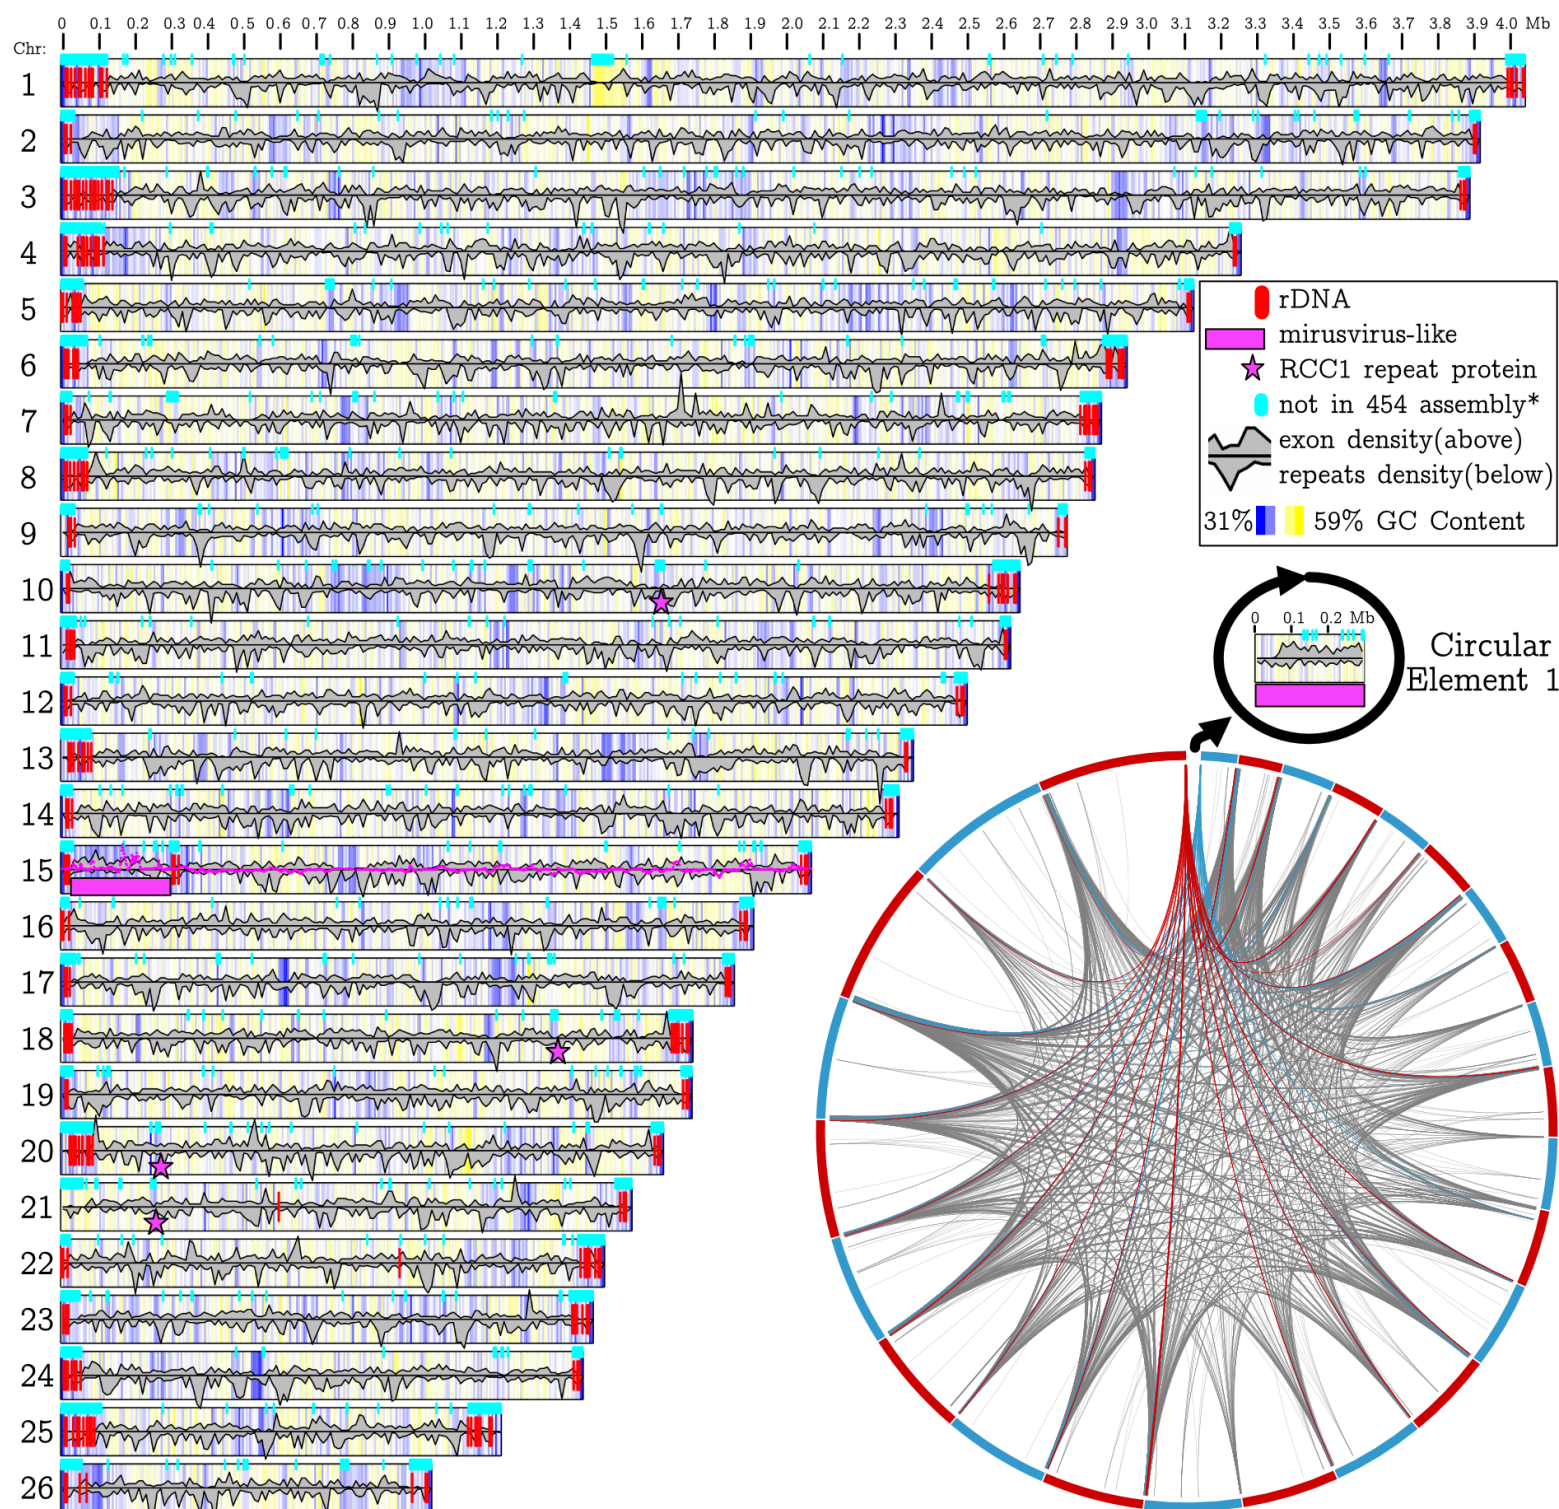 0 0.1 0.2 0.3 0.4 0.5 0.6 0.7 0.8 0.9 1.0 1.1 1.2 1.3 1.4 1.5 1.6 1.7 1.8 1.9 2.0 2.1 2.2 2.3 2.4 2.5 2.6 2.7 2.8 2.9 3.0 3.1 3.2 3.3 3.4 3.5 3.6 3.7 3.8 3.9 4.0 Mb
Chr:
1
2
3
4
5
6
7
8
9
10
11
12
13
14
15
16
17
18
19
20
21
22
23
24
25
26
rDNA
mirusvirus-like
RCC1 repeat protein
not in 454 assembly*
exon density(above)
repeats density(below)
31% 59% GC Content
0 0.1 0.2 Mb
Circular
Element 1